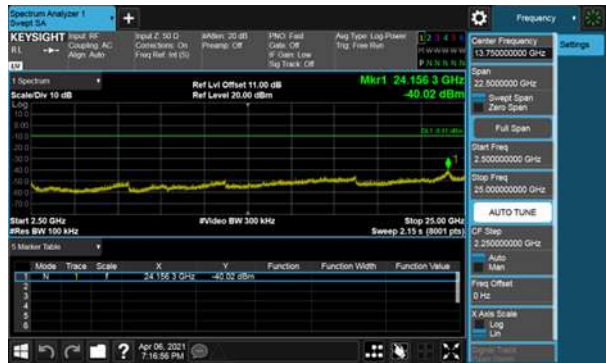 Spectrum Analyzer 1
Swept SA
+
Frequency
KEYSIGHT
RL
Input: RF
Coupling: AC
Align: Auto
Input Z: 50 Ω
Corrections: On
Freq Ref: Int (S)
#Atten: 20 dB
Preamp: Off
PNO: Fast
Gate: Off
IF Gain: Low
Sig Track: Off
Avg Type: Log-Power
Trig: Free Run
1 2 3 4 5 6
M W W W W W
P N N N N N
LV
1 Spectrum
Scale/Div 10 dB
Ref Lvl Offset 11.00 dB
Ref Level 20.00 dBm
Mkr1 24.156 3 GHz
-40.02 dBm
Log
10.0
0.00
-10.0
-20.0
-30.0
-40.0
-50.0
-60.0
-70.0
1
Start 2.50 GHz
#Res BW 100 kHz
#Video BW 300 kHz
Stop 25.00 GHz
Sweep 2.15 s (8001 pts)
5 Marker Table
Mode Trace Scale X Y Function Function Width Function Value
1 N 1 f 24.156 3 GHz -40.02 dBm
2
3
4
5
6
Center Frequency
13.750000000 GHz
Settings
Span
22.5000000 GHz
Swept Span
Zero Span
Full Span
Start Freq
2.500000000 GHz
Stop Freq
25.000000000 GHz
AUTO TUNE
CF Step
2.250000000 GHz
Auto
Man
Freq Offset
0 Hz
X Axis Scale
Log
Lin
?
Apr 06, 2021
7:16:56 PM